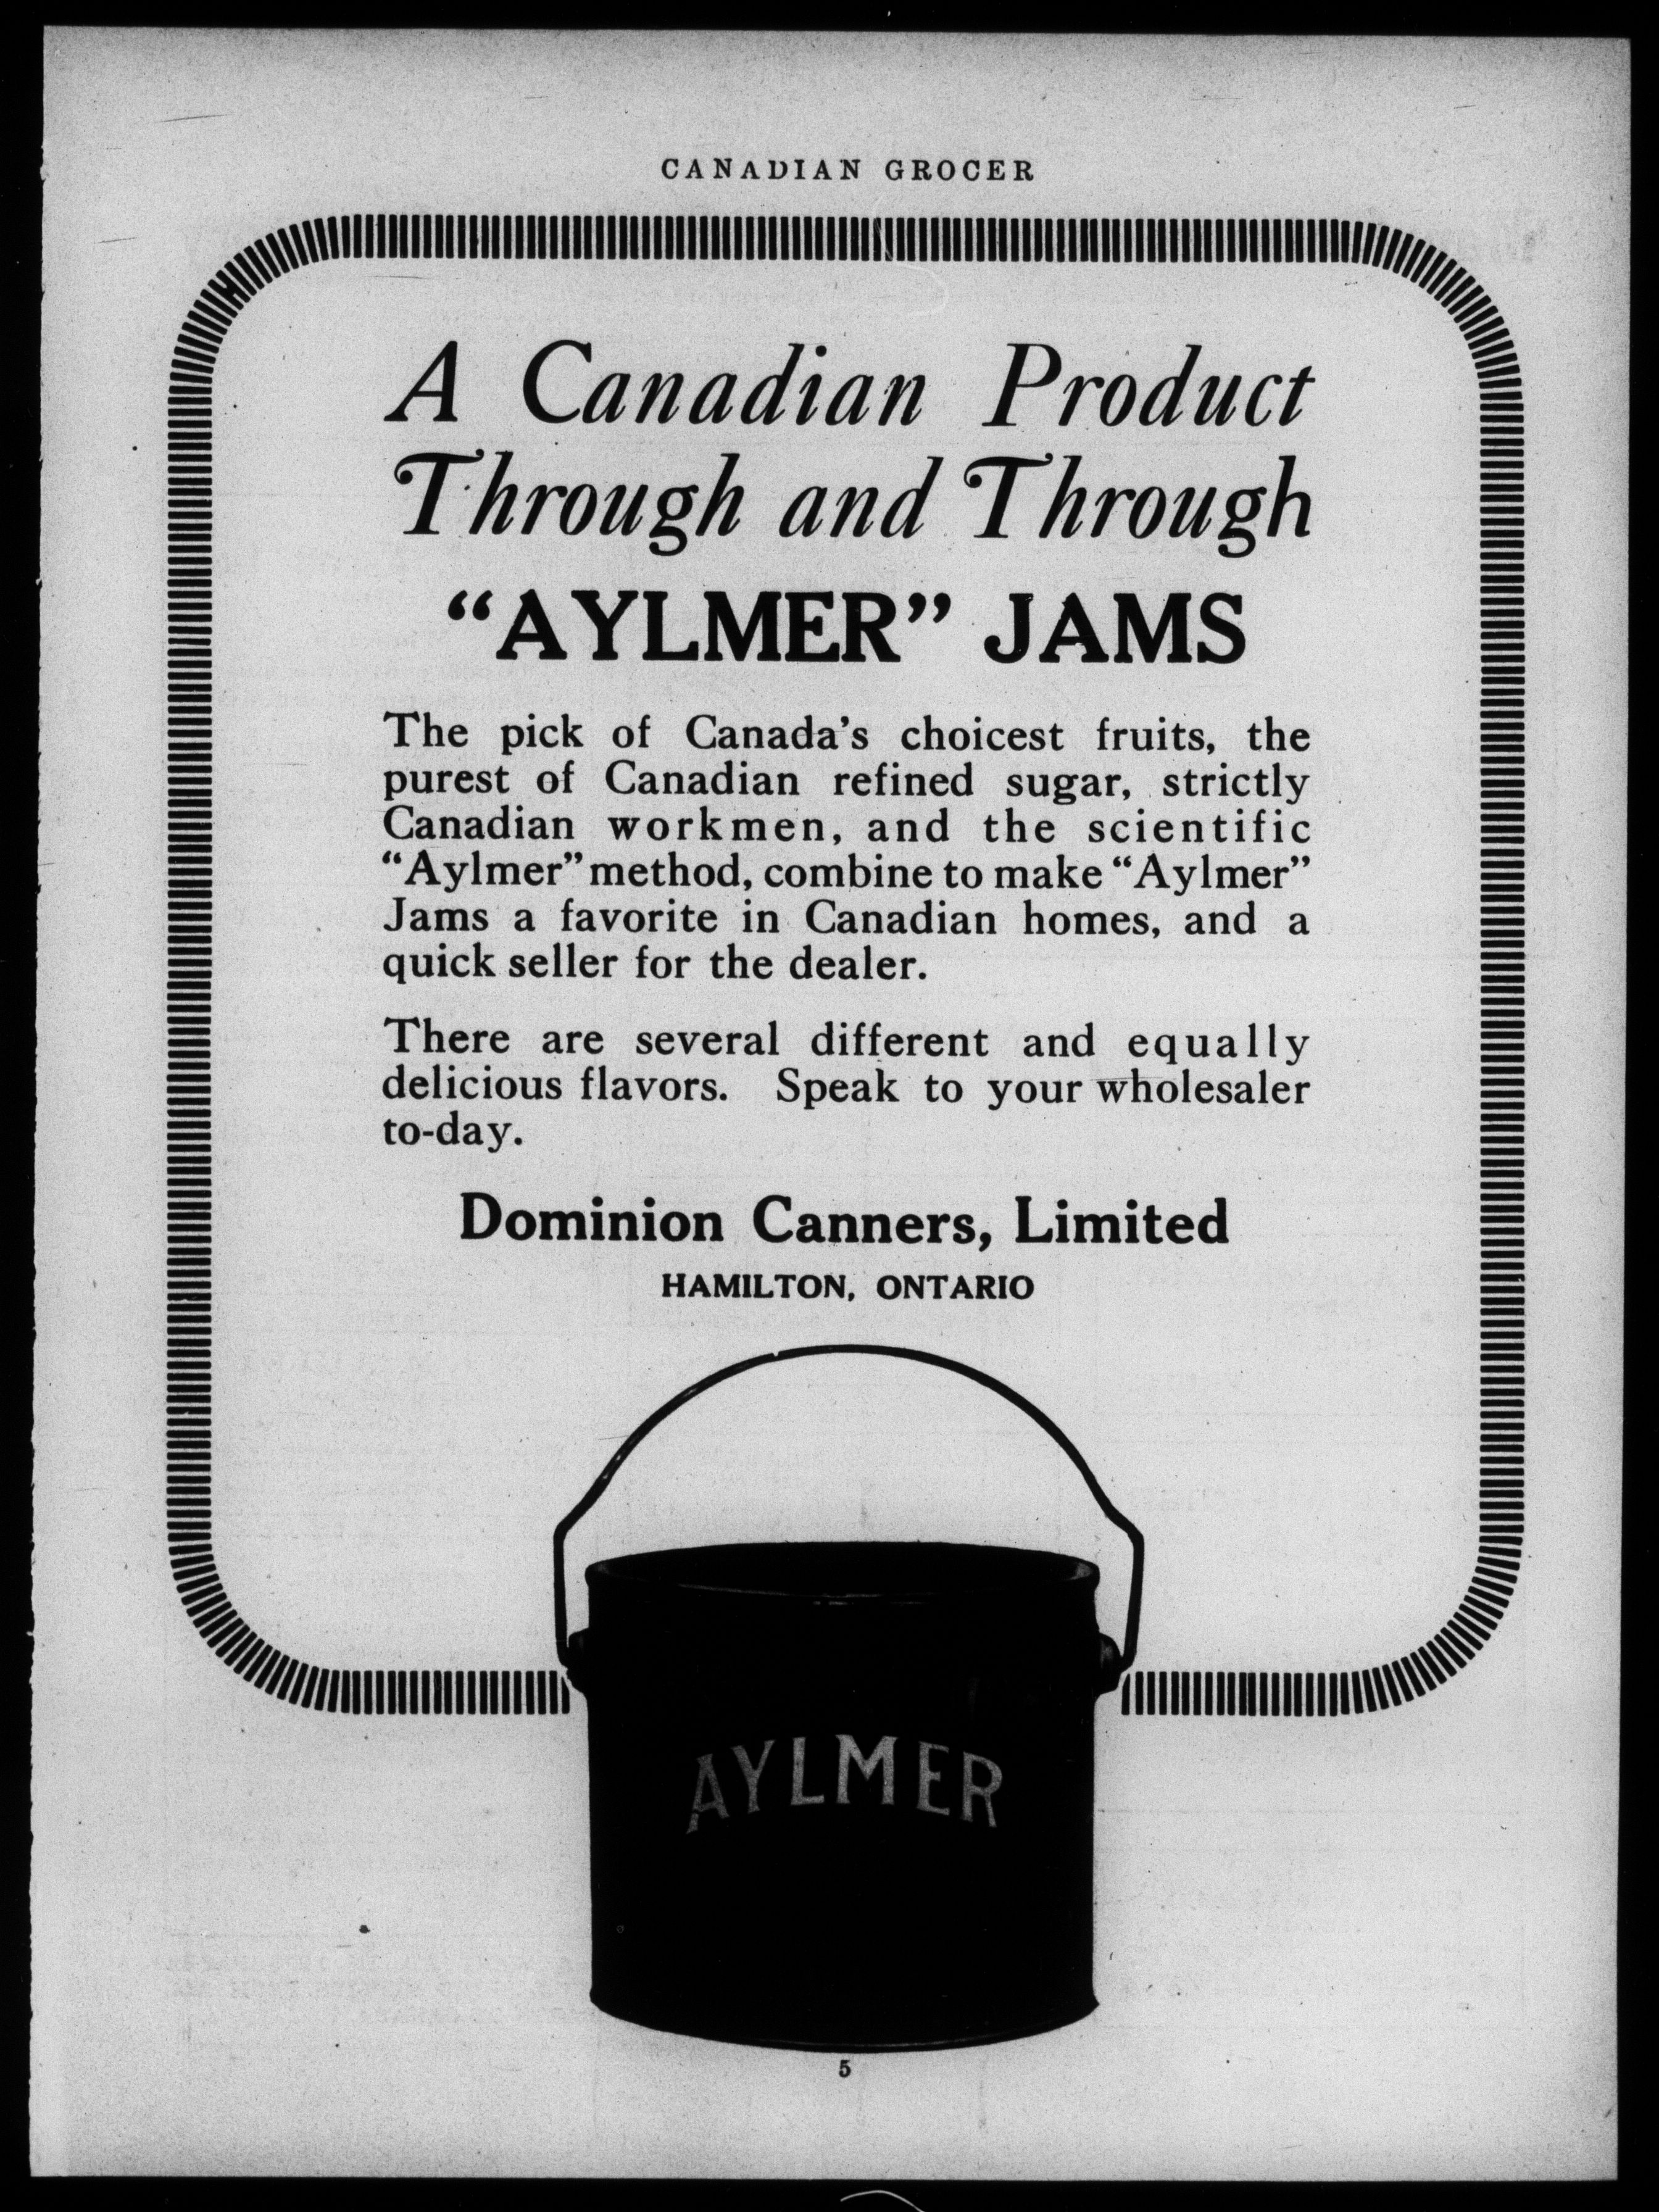 CANADIAN GROCER
A Canadian Product
Through and Through
“AYLMER” JAMS
The pick of Canada’s choicest fruits, the
purest of Canadian refined sugar, strictly
Canadian workmen, and the scientific
“Aylmer” method, combine to make “Aylmer”
Jams a favorite in Canadian homes, and a
quick seller for the dealer.
There are several different and equally
delicious flavors. Speak to your wholesaler
to-day.
Dominion Canners, Limited
HAMILTON, ONTARIO
AYLMER
5